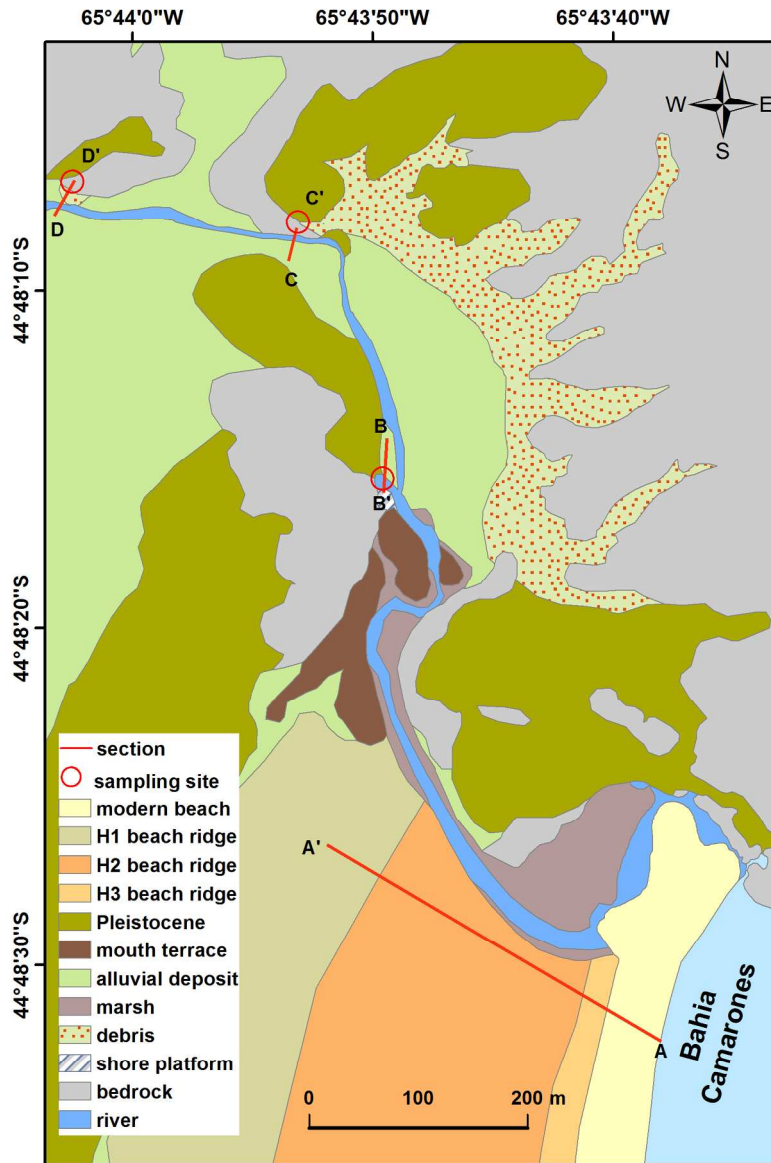 65°44'0"W 65°43'50"W 65°43'40"W
N
W E
S
D'
C'
D
C
44°48'10"S
B
B'
44°48'20"S
section
sampling site
modern beach
H1 beach ridge
H2 beach ridge
H3 beach ridge
Pleistocene
mouth terrace
alluvial deposit
marsh
debris
shore platform
bedrock
river
A'
44°48'30"S
A
Bahia
Camarones
0 100 200 m